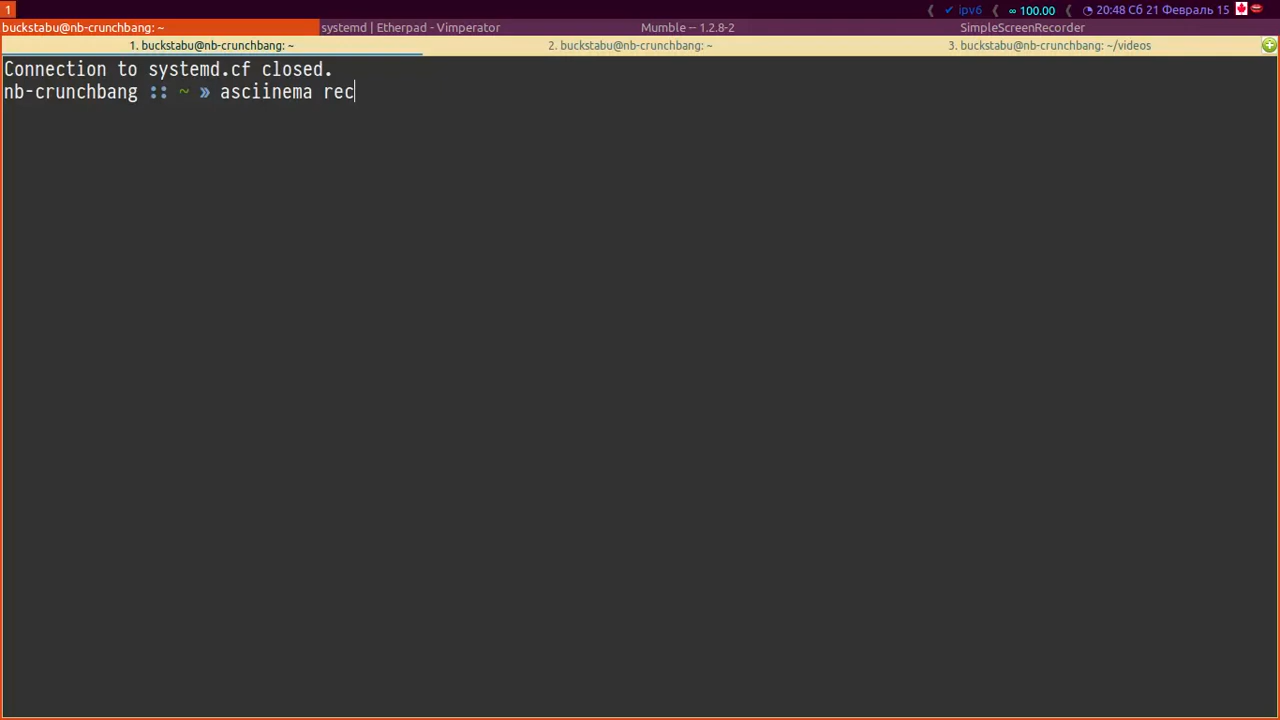 1 ipv6 ∞ 100.00 20:48 Сб 21 Февраль 15
buckstabu@nb-crunchbang: ~ systemd | Etherpad - Vimperator Mumble -- 1.2.8-2 SimpleScreenRecorder
1. buckstabu@nb-crunchbang: ~ 2. buckstabu@nb-crunchbang: ~ 3. buckstabu@nb-crunchbang: ~/videos
Connection to systemd.cf closed.
nb-crunchbang :: ~ » asciinema rec